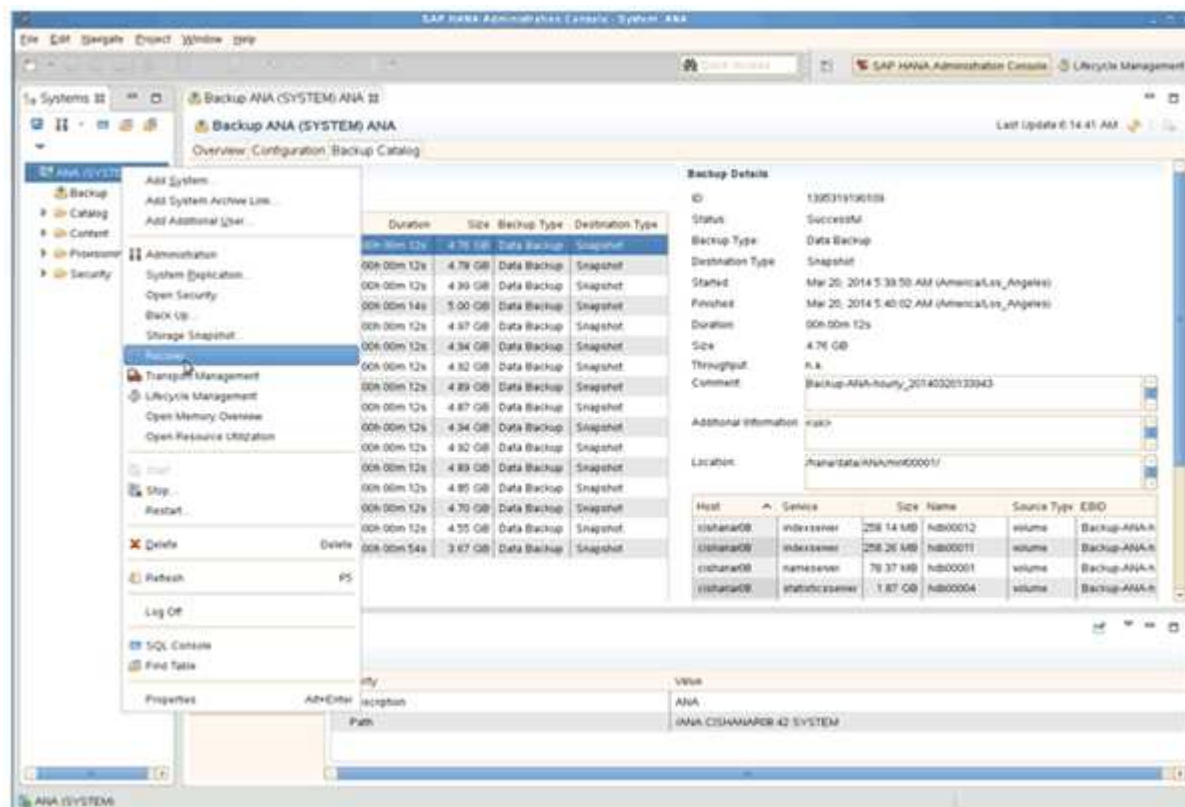 SAP HANA Administration Console - System: ANA
File Edit Navigate Project Window Help
SAP HANA Administration Console Lifecycle Management
Systems
Backup ANA (SYSTEM) ANA
Backup ANA (SYSTEM) ANA
Last Update:6:14:41 AM
Overview Configuration Backup Catalog
ANA (SYSTEM)
Backup
Catalog
Content
Provisioning
Security
Add System...
Add System Archive Link...
Add Additional User...
Administration
System Replication...
Open Security
Back Up...
Storage Snapshot...
Recover...
Transport Management
Lifecycle Management
Open Memory Overview
Open Resource Utilization
Start
Stop...
Restart...
Delete Delete
Refresh F5
Log Off
SQL Console
Find Table
Properties Alt+Enter
Duration Size Backup Type Destination Type
00h 00m 12s 4.76 GB Data Backup Snapshot
00h 00m 12s 4.79 GB Data Backup Snapshot
00h 00m 12s Data Backup Snapshot
00h 00m 14s 5.00 GB Data Backup Snapshot
00h 00m 12s 4.97 GB Data Backup Snapshot
00h 00m 12s 4.94 GB Data Backup Snapshot
00h 00m 12s 4.92 GB Data Backup Snapshot
00h 00m 12s 4.89 GB Data Backup Snapshot
00h 00m 12s 4.87 GB Data Backup Snapshot
00h 00m 12s 4.94 GB Data Backup Snapshot
00h 00m 12s 4.92 GB Data Backup Snapshot
00h 00m 12s 4.89 GB Data Backup Snapshot
00h 00m 12s 4.85 GB Data Backup Snapshot
00h 00m 12s 4.70 GB Data Backup Snapshot
00h 00m 12s 4.55 GB Data Backup Snapshot
00h 00m 54s 3.67 GB Data Backup Snapshot
Backup Details
ID:
Status: Successful
Backup Type: Data Backup
Destination Type: Snapshot
Started: Mar 20, 2014 5:39:50 AM (America/Los_Angeles)
Finished: Mar 20, 2014 5:40:02 AM (America/Los_Angeles)
Duration: 00h 00m 12s
Size: 4.76 GB
Throughput: n.a.
Comment: Backup-ANA-hourly_20140320133943
Additional Information: <ok>
Location: /hana/data/ANA/mnt00001/
Host Service Size Name Source Type EBID
cishanar08 indexserver 258.14 MB hdb00012 volume Backup-ANA-h
cishanar08 indexserver 258.26 MB hdb00011 volume Backup-ANA-h
cishanar08 nameserver 78.37 MB hdb00001 volume Backup-ANA-h
cishanar08 statisticsserver 1.87 GB hdb00004 volume Backup-ANA-h
Value
ANA
Path /ANA CISHANAR08 42 SYSTEM
ANA (SYSTEM)